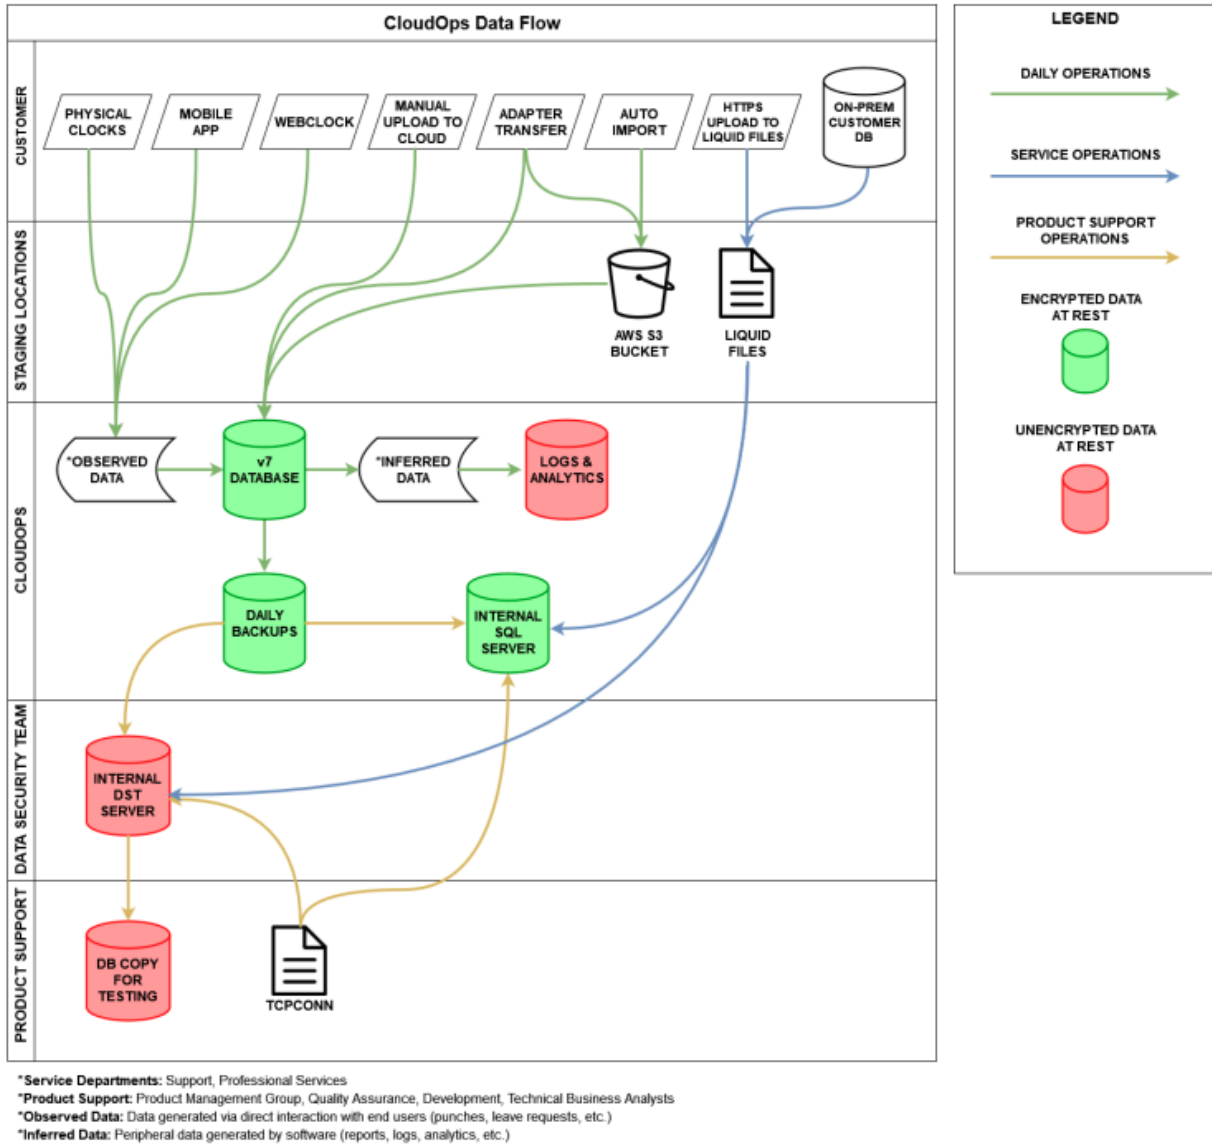 CloudOps Data Flow
CUSTOMER
PHYSICAL
CLOCKS
MOBILE
APP
WEBCLOCK
MANUAL
UPLOAD TO
CLOUD
ADAPTER
TRANSFER
AUTO
IMPORT
HTTPS
UPLOAD TO
LIQUID FILES
ON-PREM
CUSTOMER
DB
STAGING LOCATIONS
AWS S3
BUCKET
LIQUID
FILES
CLOUDOPS
*OBSERVED
DATA
v7
DATABASE
*INFERRED
DATA
LOGS &
ANALYTICS
DAILY
BACKUPS
INTERNAL
SQL
SERVER
DATA SECURITY TEAM
INTERNAL
DST
SERVER
PRODUCT SUPPORT
DB COPY
FOR
TESTING
TCPCONN
LEGEND
DAILY OPERATIONS
SERVICE OPERATIONS
PRODUCT SUPPORT
OPERATIONS
ENCRYPTED DATA
AT REST
UNENCRYPTED DATA
AT REST
*Service Departments: Support, Professional Services
*Product Support: Product Management Group, Quality Assurance, Development, Technical Business Analysts
*Observed Data: Data generated via direct interaction with end users (punches, leave requests, etc.)
*Inferred Data: Peripheral data generated by software (reports, logs, analytics, etc.)